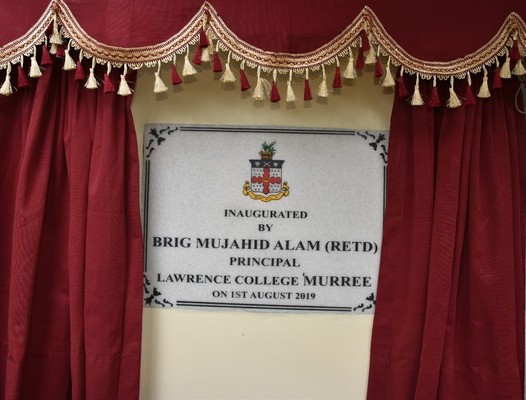 INAUGURATED
BY
BRIG MUJAHID ALAM (RETD)
PRINCIPAL
LAWRENCE COLLEGE MURREE
ON 1ST AUGUST 2019